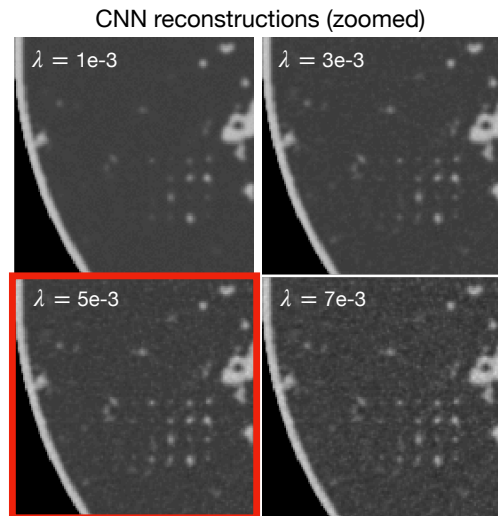 CNN reconstructions (zoomed)
λ = 1e-3
λ = 3e-3
λ = 5e-3
λ = 7e-3